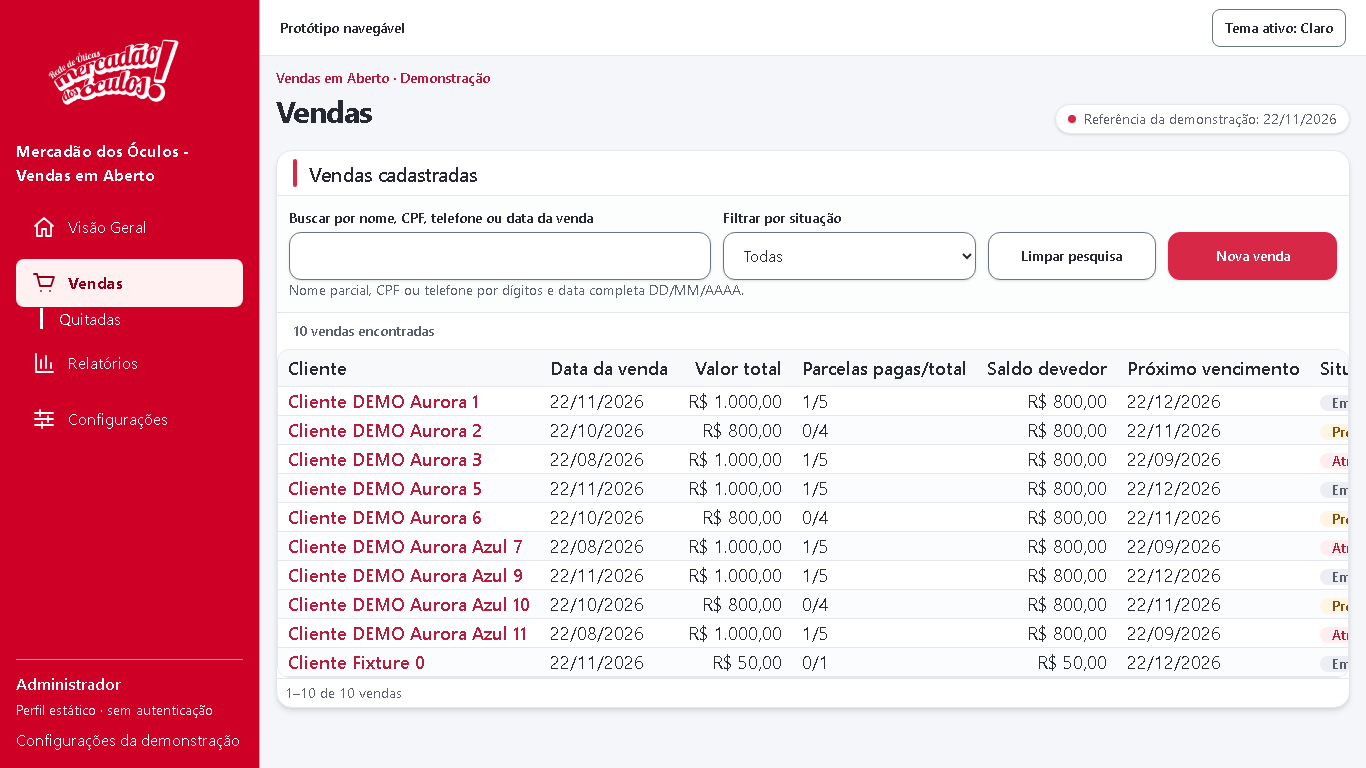 Rede de Óticas
mercadão
dos óculos!
Mercadão dos Óculos -
Vendas em Aberto
Visão Geral
Vendas
Quitadas
Relatórios
Configurações
Administrador
Perfil estático · sem autenticação
Configurações da demonstração
Protótipo navegável
Tema ativo: Claro
Vendas em Aberto · Demonstração
Vendas
Referência da demonstração: 22/11/2026
Vendas cadastradas
Buscar por nome, CPF, telefone ou data da venda
Filtrar por situação
Todas
Limpar pesquisa
Nova venda
Nome parcial, CPF ou telefone por dígitos e data completa DD/MM/AAAA.
10 vendas encontradas
Cliente Data da venda Valor total Parcelas pagas/total Saldo devedor Próximo vencimento
Cliente DEMO Aurora 1 22/11/2026 R$ 1.000,00 1/5 R$ 800,00 22/12/2026
Cliente DEMO Aurora 2 22/10/2026 R$ 800,00 0/4 R$ 800,00 22/11/2026
Cliente DEMO Aurora 3 22/08/2026 R$ 1.000,00 1/5 R$ 800,00 22/09/2026
Cliente DEMO Aurora 5 22/11/2026 R$ 1.000,00 1/5 R$ 800,00 22/12/2026
Cliente DEMO Aurora 6 22/10/2026 R$ 800,00 0/4 R$ 800,00 22/11/2026
Cliente DEMO Aurora Azul 7 22/08/2026 R$ 1.000,00 1/5 R$ 800,00 22/09/2026
Cliente DEMO Aurora Azul 9 22/11/2026 R$ 1.000,00 1/5 R$ 800,00 22/12/2026
Cliente DEMO Aurora Azul 10 22/10/2026 R$ 800,00 0/4 R$ 800,00 22/11/2026
Cliente DEMO Aurora Azul 11 22/08/2026 R$ 1.000,00 1/5 R$ 800,00 22/09/2026
Cliente Fixture 0 22/11/2026 R$ 50,00 0/1 R$ 50,00 22/12/2026
1–10 de 10 vendas